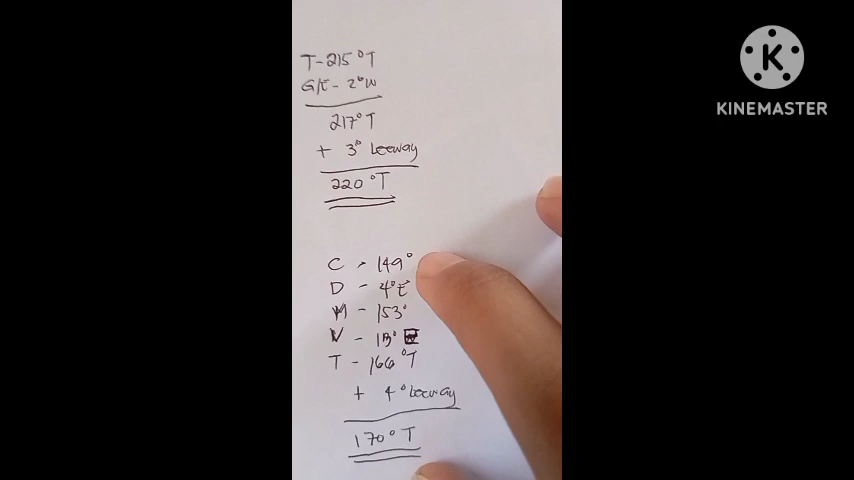 T-215°T
G/E - 2°W
217°T
+ 3° Leeway
220°T
C - 149°
D - 4°E
M - 153°
V - 13°
T - 166°T
+ 4° Leeway
170°T
K
KINEMASTER